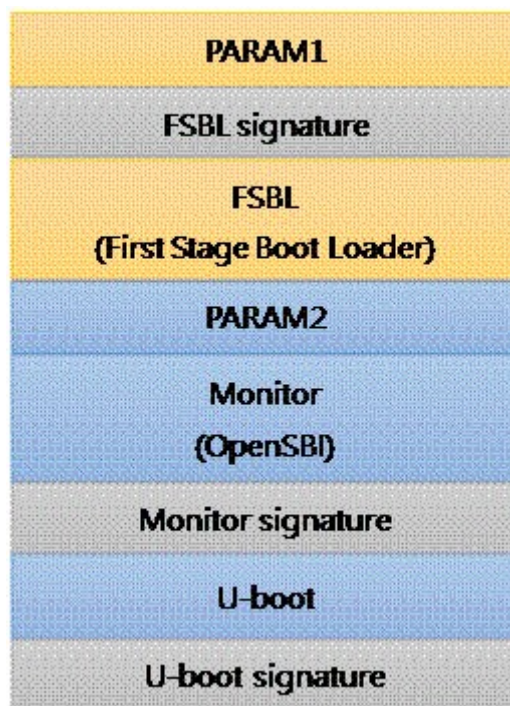 PARAM1
FSBL signature
FSBL
(First Stage Boot Loader)
PARAM2
Monitor
(OpenSBI)
Monitor signature
U-boot
U-boot signature